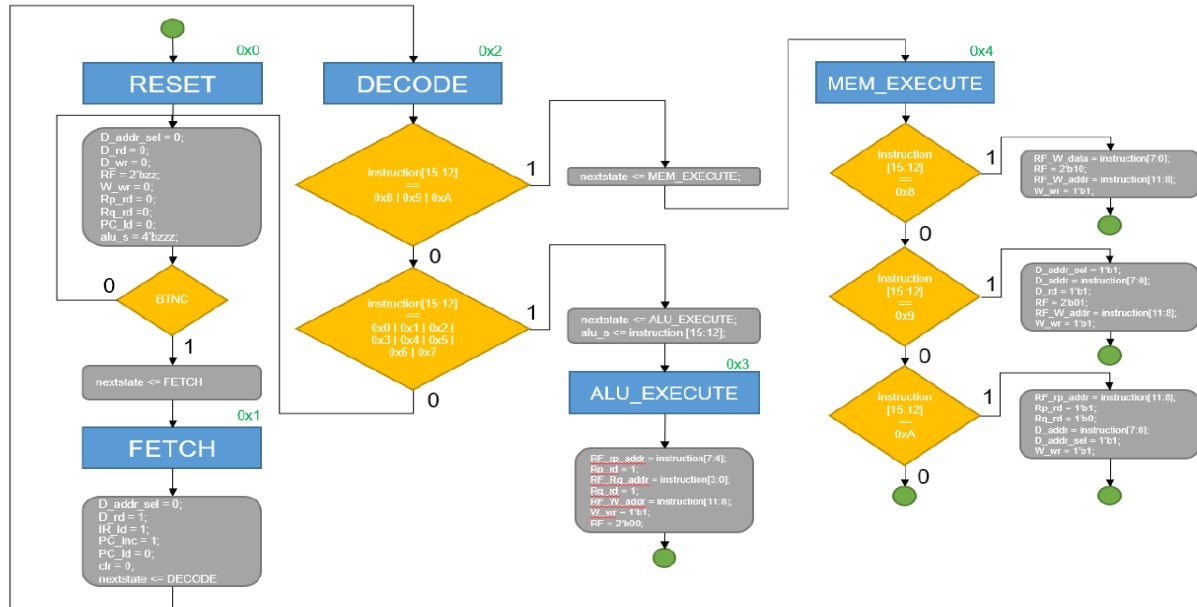 0x0
RESET
D_addr_sel = 0;
D_rd = 0;
D_wr = 0;
RF = 2'bzz;
W_wr = 0;
Rp_rd = 0;
Rq_rd =0;
PC_ld = 0;
alu_s = 4'bzzz;
0
BTNC
1
nextstate <= FETCH
0x1
FETCH
D_addr_sel = 0;
D_rd = 1;
IR_ld = 1;
PC_inc = 1;
PC_ld = 0;
clr = 0;
nextstate <= DECODE
0x2
DECODE
instruction[15:12]
==
0x8 | 0x9 | 0xA
1
nextstate <= MEM_EXECUTE;
0
instruction[15:12]
==
0x0 | 0x1 | 0x2 |
0x3 | 0x4 | 0x5 |
0x6 | 0x7
1
0
nextstate <= ALU_EXECUTE;
alu_s <= instruction [15:12];
0x3
ALU_EXECUTE
RF_rp_addr = instruction[7:4];
Rp_rd = 1;
RF_Rq_addr = instruction[3:0];
Rq_rd = 1;
RF_W_addr = instruction[11:8];
W_wr = 1'b1;
RF = 2'b00;
0x4
MEM_EXECUTE
instruction
[15:12]
==
0x8
1
RF_W_data = instruction[7:0];
RF = 2'b10;
RF_W_addr = instruction[11:8];
W_wr = 1'b1;
0
instruction
[15:12]
==
0x9
1
D_addr_sel = 1'b1;
D_addr = instruction[7:0];
D_rd = 1'b1;
RF = 2'b01;
RF_W_addr = instruction[11:8];
W_wr = 1'b1;
0
instruction
[15:12]
==
0xA
1
RF_rp_addr = instruction[11:8];
Rp_rd = 1'b1;
Rq_rd = 1'b0;
D_addr = instruction[7:0];
D_addr_sel = 1'b1;
W_wr = 1'b1;
0